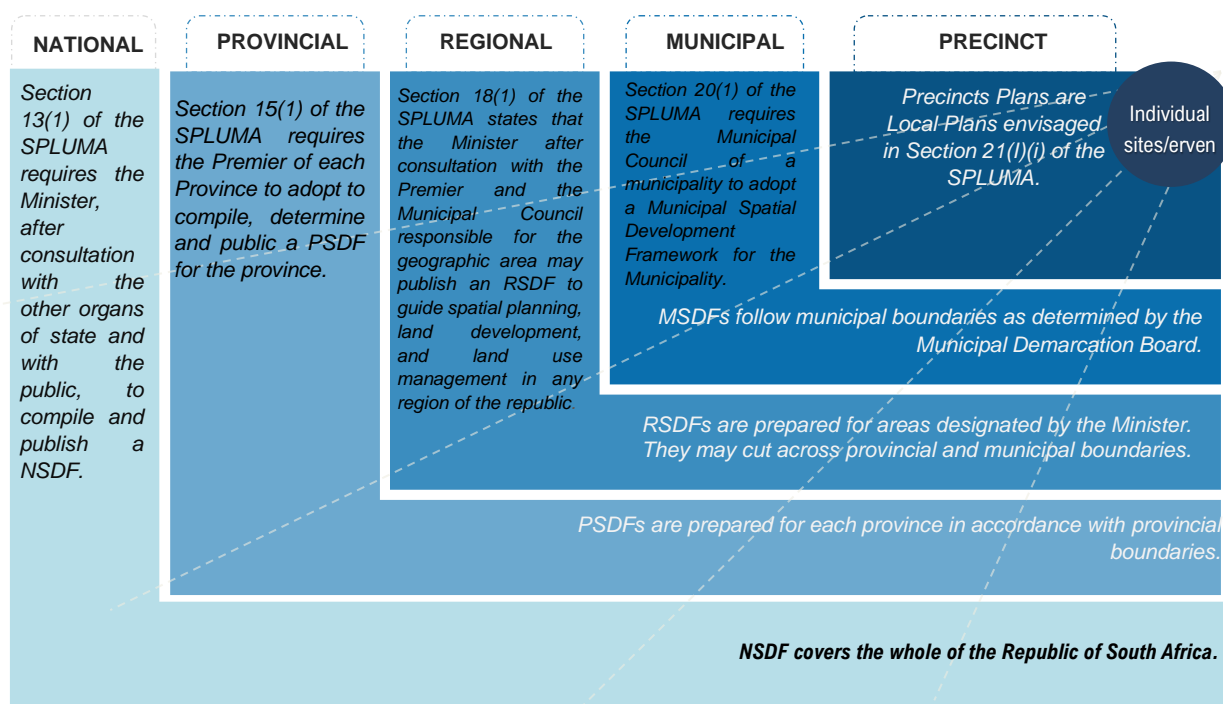 NATIONAL
PROVINCIAL
REGIONAL
MUNICIPAL
PRECINCT
Section
13(1) of the
SPLUMA
requires the
Minister,
after
consultation
with the
other organs
of state and
with the
public, to
compile and
publish a
NSDF.
Section 15(1) of the
SPLUMA requires
the Premier of each
Province to adopt to
compile, determine
and public a PSDF
for the province.
Section 18(1) of the
SPLUMA states that
the Minister after
consultation with the
Premier and the
Municipal Council
responsible for the
geographic area may
publish an RSDF to
guide spatial planning,
land development,
and land use
management in any
region of the republic.
Section 20(1) of the
SPLUMA requires
the Municipal
Council of a
municipality to adopt
a Municipal Spatial
Development
Framework for the
Municipality.
Precincts Plans are
Local Plans envisaged
in Section 21(l)(i) of the
SPLUMA.
Individual
sites/erven
MSDFs follow municipal boundaries as determined by the
Municipal Demarcation Board.
RSDFs are prepared for areas designated by the Minister.
They may cut across provincial and municipal boundaries.
PSDFs are prepared for each province in accordance with provincial
boundaries.
NSDF covers the whole of the Republic of South Africa.